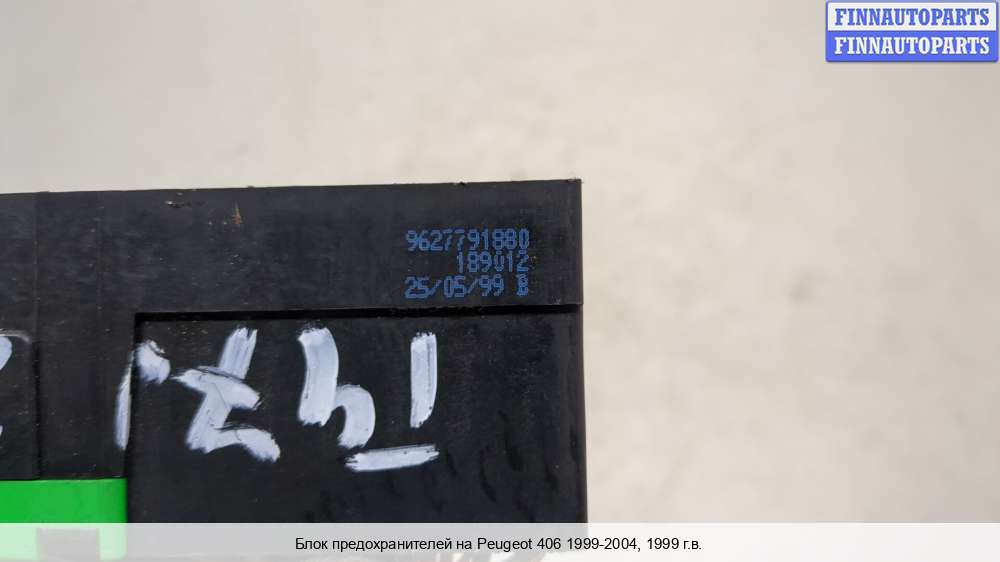 FINNAUTOPARTS
FINNAUTOPARTS
9627791880
189012
25/05/99 B
Блок предохранителей на Peugeot 406 1999-2004, 1999 г.в.